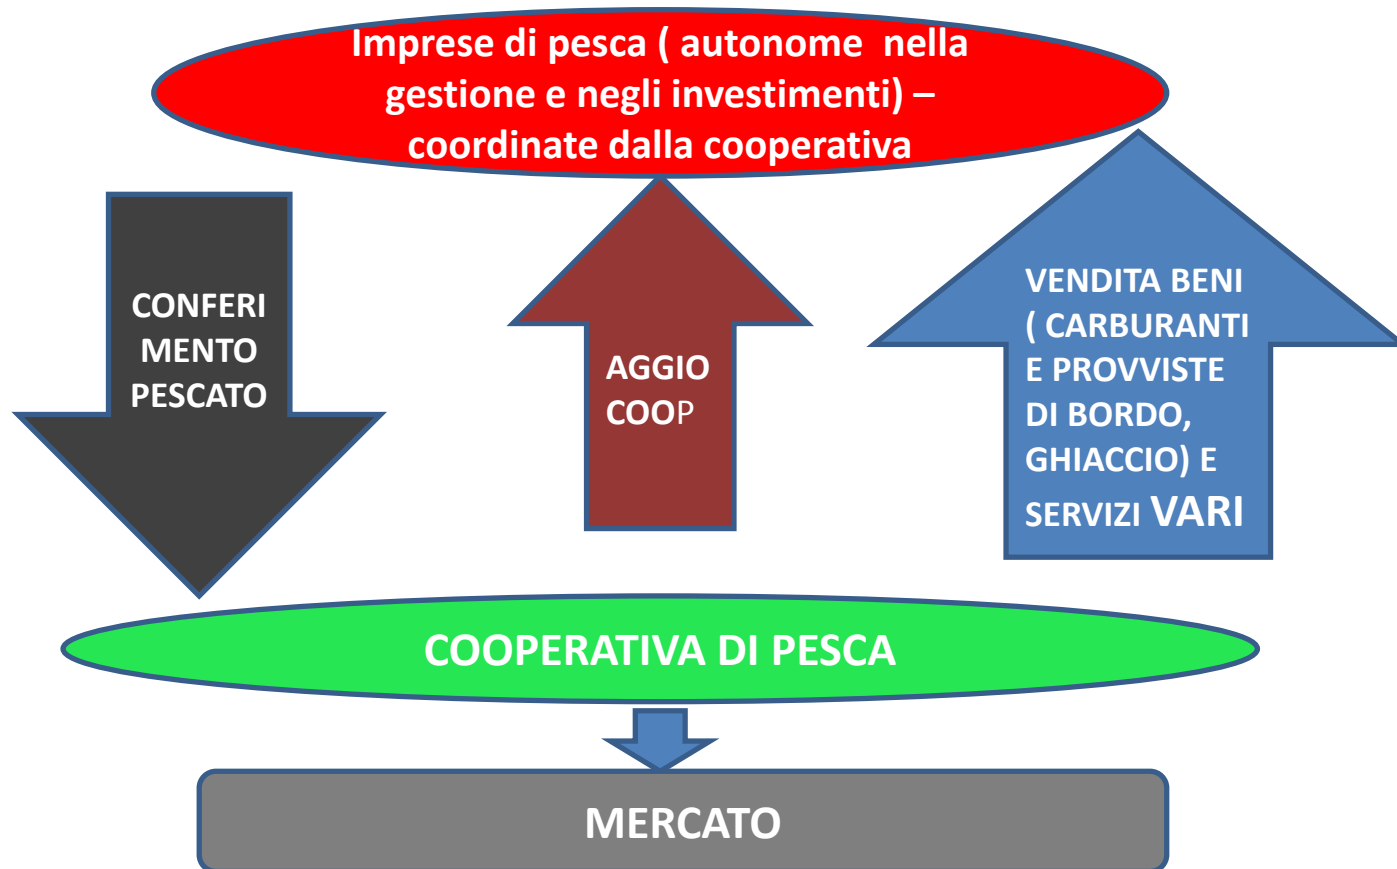 Imprese di pesca ( autonome nella
gestione e negli investimenti) –
coordinate dalla cooperativa
CONFERI
MENTO
PESCATO
AGGIO
COOP
VENDITA BENI
( CARBURANTI
E PROVVISTE
DI BORDO,
GHIACCIO) E
SERVIZI VARI
COOPERATIVA DI PESCA
MERCATO